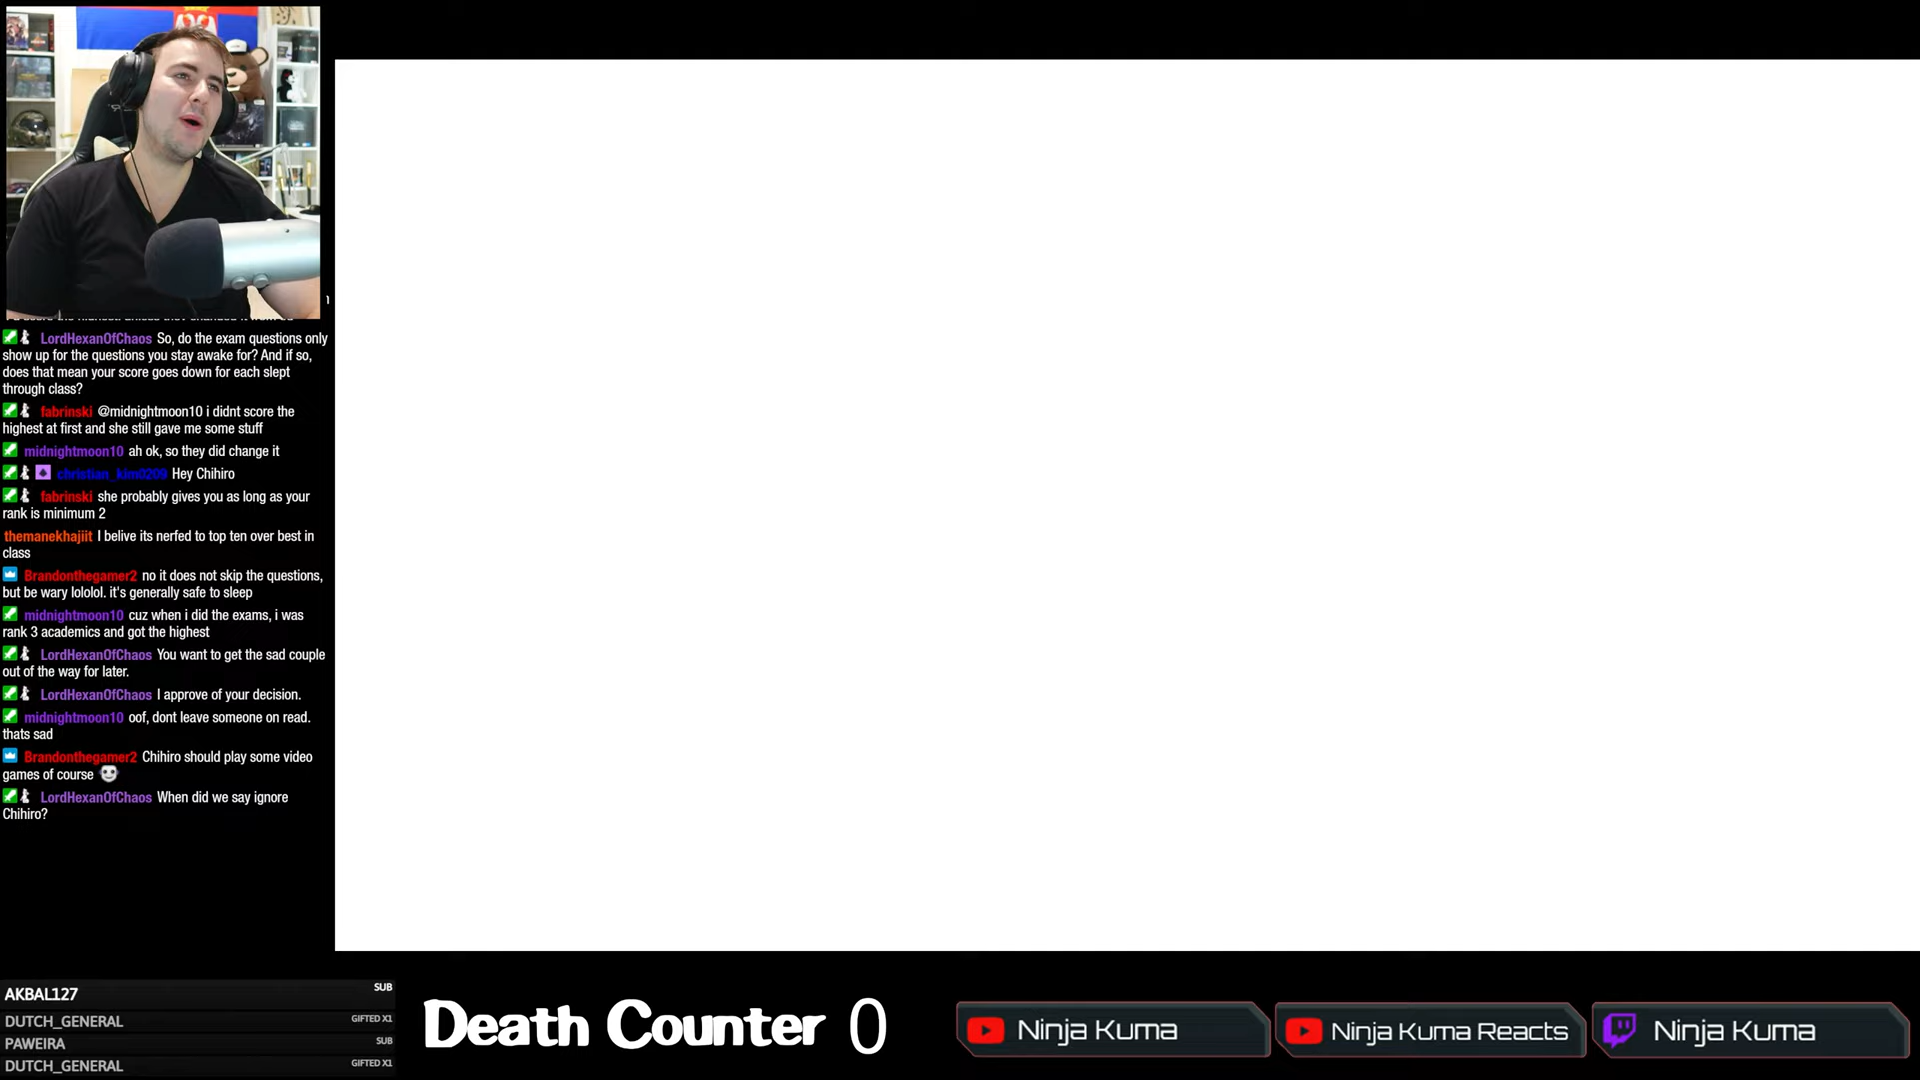 LordHexanOfChaos So, do the exam questions only
show up for the questions you stay awake for? And if so,
does that mean your score goes down for each slept
through class?
fabrinski @midnightmoon10 i didnt score the
highest at first and she still gave me some stuff
midnightmoon10 ah ok, so they did change it
christian_kim0209 Hey Chihiro
fabrinski she probably gives you as long as your
rank is minimum 2
themanekhajiit I belive its nerfed to top ten over best in
class
Brandonthegamer2 no it does not skip the questions,
but be wary lololol. it's generally safe to sleep
midnightmoon10 cuz when i did the exams, i was
rank 3 academics and got the highest
LordHexanOfChaos You want to get the sad couple
out of the way for later.
LordHexanOfChaos I approve of your decision.
midnightmoon10 oof, dont leave someone on read.
thats sad
Brandonthegamer2 Chihiro should play some video
games of course
LordHexanOfChaos When did we say ignore
Chihiro?
AKBAL127 SUB
DUTCH_GENERAL GIFTED X1
PAWEIRA SUB
DUTCH_GENERAL GIFTED X1
Death Counter 0
Ninja Kuma
Ninja Kuma Reacts
Ninja Kuma